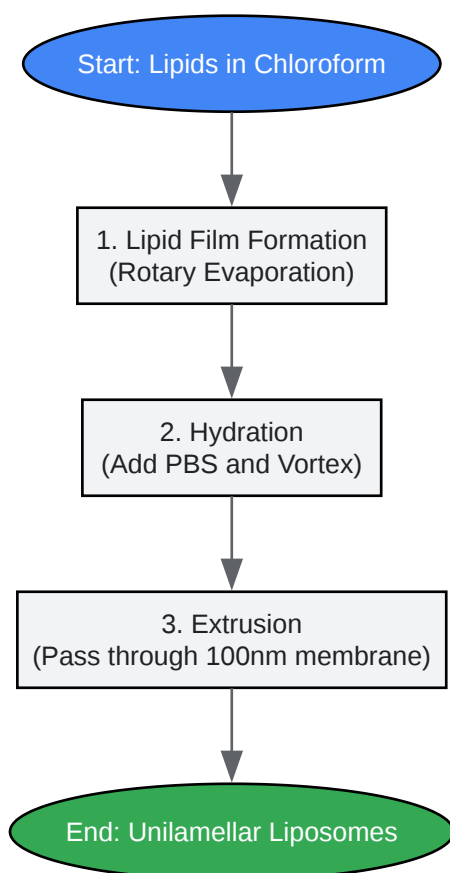 Start: Lipids in Chloroform
1. Lipid Film Formation
(Rotary Evaporation)
2. Hydration
(Add PBS and Vortex)
3. Extrusion
(Pass through 100nm membrane)
End: Unilamellar Liposomes